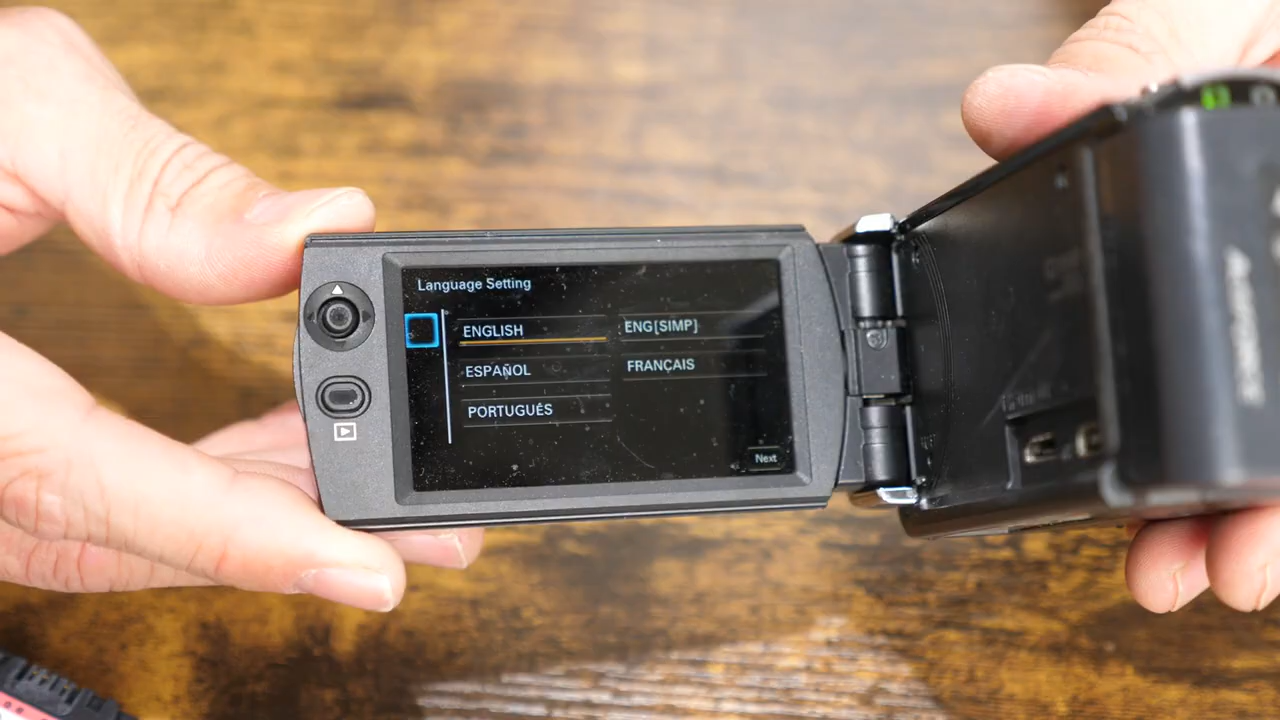 Language Setting
ENGLISH
ENG[SIMP]
ESPAÑOL
FRANÇAIS
PORTUGUÊS
Next